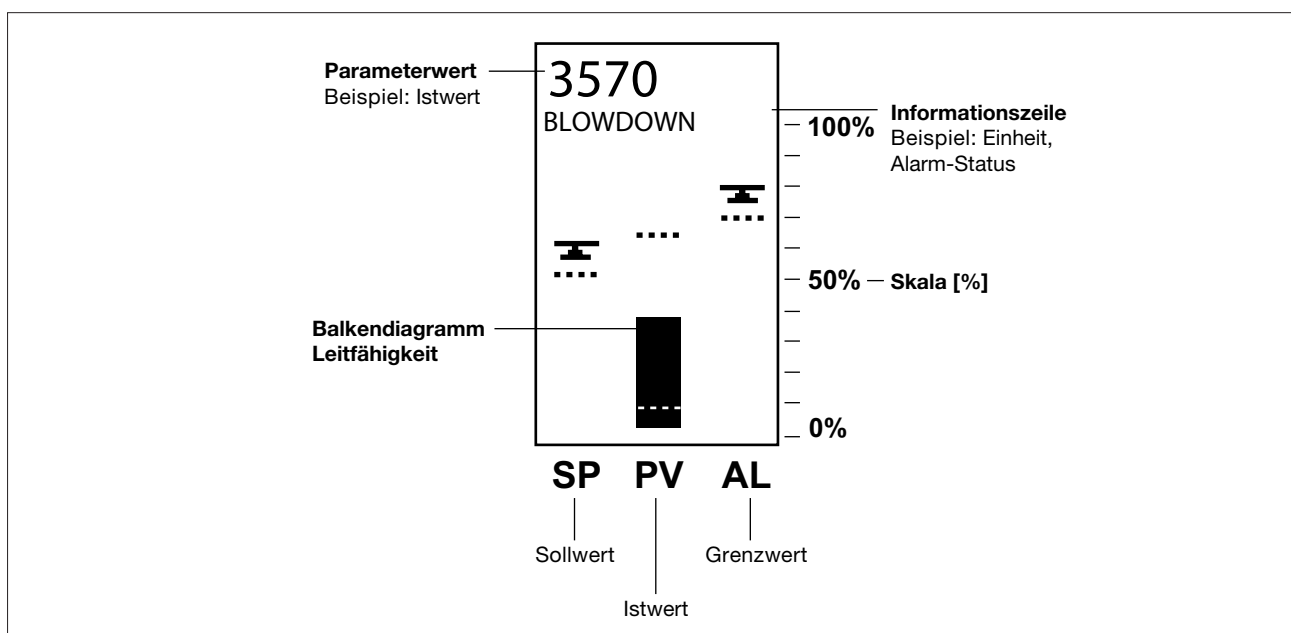 Parameterwert
Beispiel: Istwert
3570
BLOWDOWN
Informationszeile
Beispiel: Einheit,
Alarm-Status
100%
50%
Skala [%]
0%
Balkendiagramm
Leitfähigkeit
SP PV AL
Sollwert
Grenzwert
Istwert